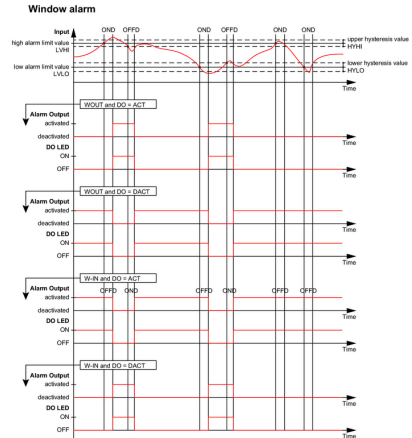 Window alarm
Input
OND OFFD OND OFFD OND OND
high alarm limit value
LVHI
upper hysteresis value
HYHI
low alarm limit value
LVLO
lower hysteresis value
HYLO
Time
WOUT and DO = ACT
Alarm Output
activated
deactivated
Time
DO LED
ON
OFF
Time
WOUT and DO = DACT
Alarm Output
activated
deactivated
Time
DO LED
ON
OFF
Time
W-IN and DO = ACT
Alarm Output
OFFD OND OFFD OND OFFD OFFD
activated
deactivated
Time
DO LED
ON
OFF
Time
W-IN and DO = DACT
Alarm Output
activated
deactivated
Time
DO LED
ON
OFF
Time